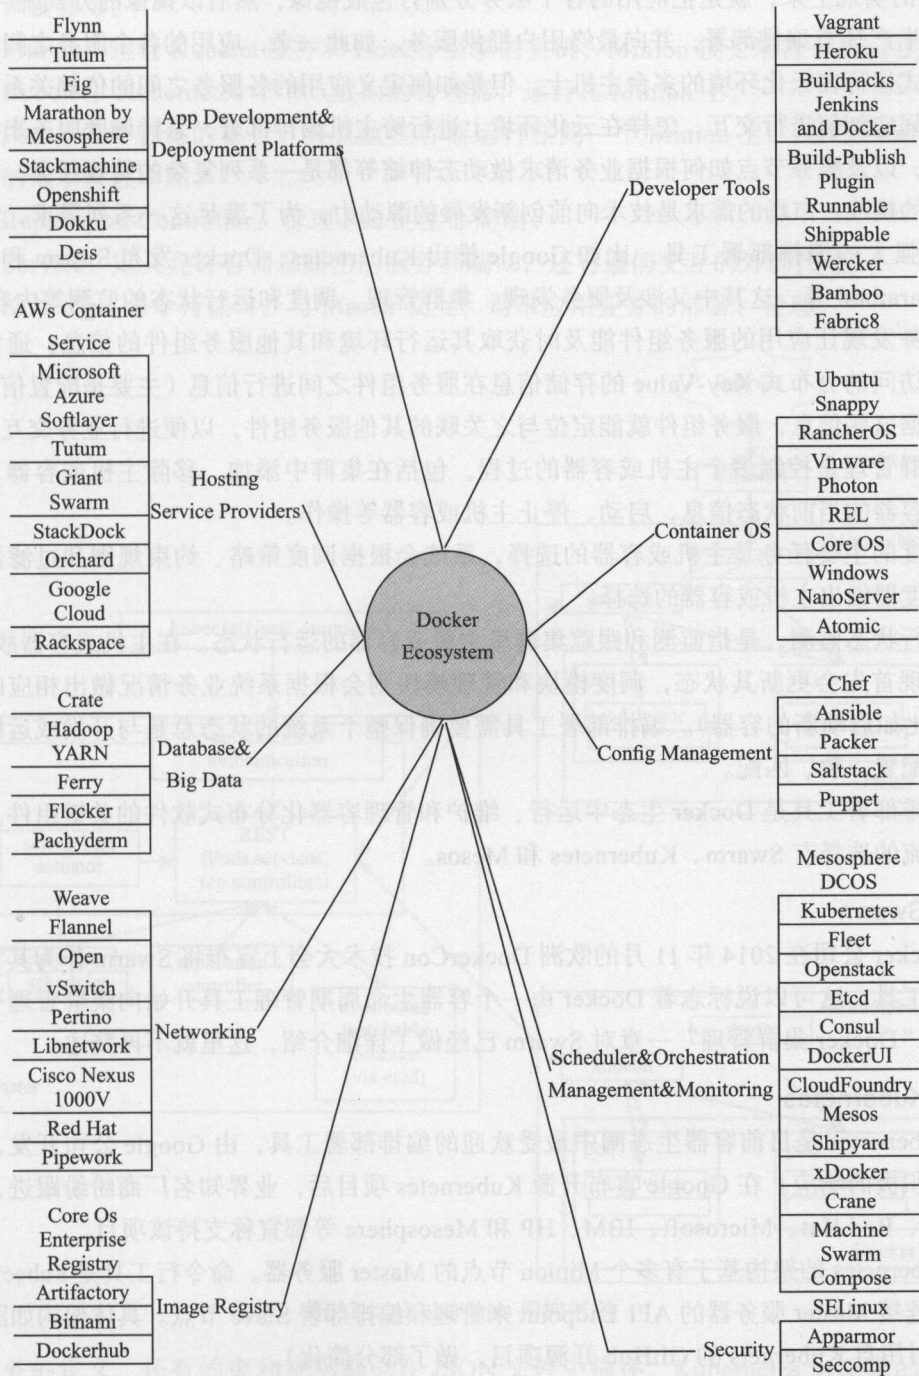 Flynn
Tutum
Fig
Marathon by
Mesosphere
Stackenachine
Openshift
Dokku
Deis
App Development&
Deployment Platforms
AWs Container
Service
Microsoft
Azure
Softlayer
Tutum
Giant
Swarm
StackDock
Orchard
Google
Cloud
Rackspace
Hosting
Service Providers
Crate
Hadoop
YARN
Ferry
Flocker
Pachyderm
Database&
Big Data
Weave
Flannel
Open
vSwitch
Pertino
Libnetwork
Cisco Nexus
1000V
Red Hat
Pipework
Networking
Core Os
Enterprise
Registry
Artifactory
Bitnami
Dockerhub
Image Registry
Docker
Ecosystem
Vagrant
Heroku
Buildpacks
Jenkins
and Docker
Build-Publish
Plugin
Runnable
Shippable
Wercker
Bamboo
Fabric8
Developer Tools
Ubuntu
Snappy
RancherOS
Vmware
Photon
REL
Core OS
Windows
NanoServer
Atomic
Container OS
Chef
Ansible
Packer
Saltstack
Puppet
Config Management
Mesosphere
DCOS
Kubernetes
Fleet
Openstack
Etcd
Consul
DockerUI
CloudFoundry
Mesos
Shipyard
xDocker
Crane
Machine
Swarm
Compose
Scheduler&Orchestration
Management&Monitoring
SELinux
Apparmor
Seccomp
Security